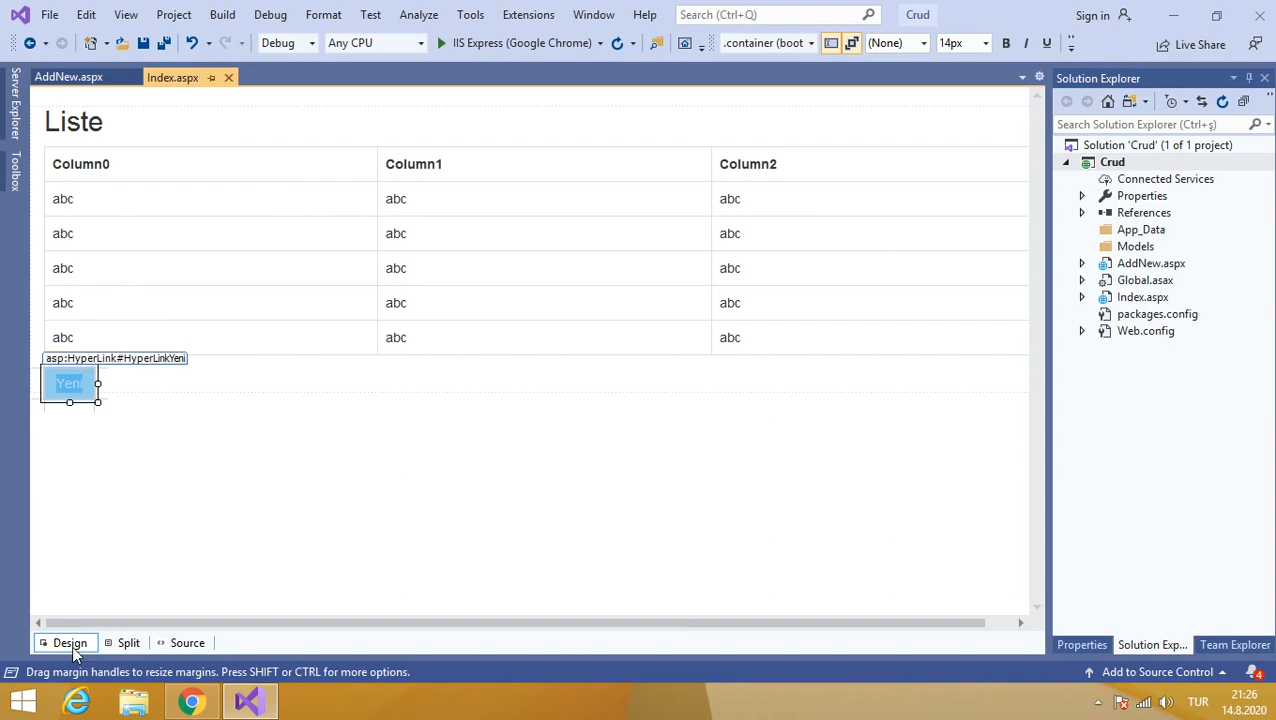 File Edit View Project Build Debug Format Test Analyze Tools Extensions Window Help Search (Ctrl+Q) Crud Sign in
Debug Any CPU IIS Express (Google Chrome) .container (boot (None) 14px B I U Live Share
AddNew.aspx Index.aspx
Solution Explorer
Server Explorer
Toolbox
Search Solution Explorer (Ctrl+ş)
Solution 'Crud' (1 of 1 project)
Crud
Connected Services
Properties
References
App_Data
Models
AddNew.aspx
Global.asax
Index.aspx
packages.config
Web.config
Liste
Column0 Column1 Column2
abc abc abc
abc abc abc
abc abc abc
abc abc abc
abc abc abc
asp:HyperLink#HyperLinkYeni
Yeni
Design Split Source
Properties Solution Exp... Team Explorer
Drag margin handles to resize margins. Press SHIFT or CTRL for more options. Add to Source Control 4
TUR
21:26
14.8.2020